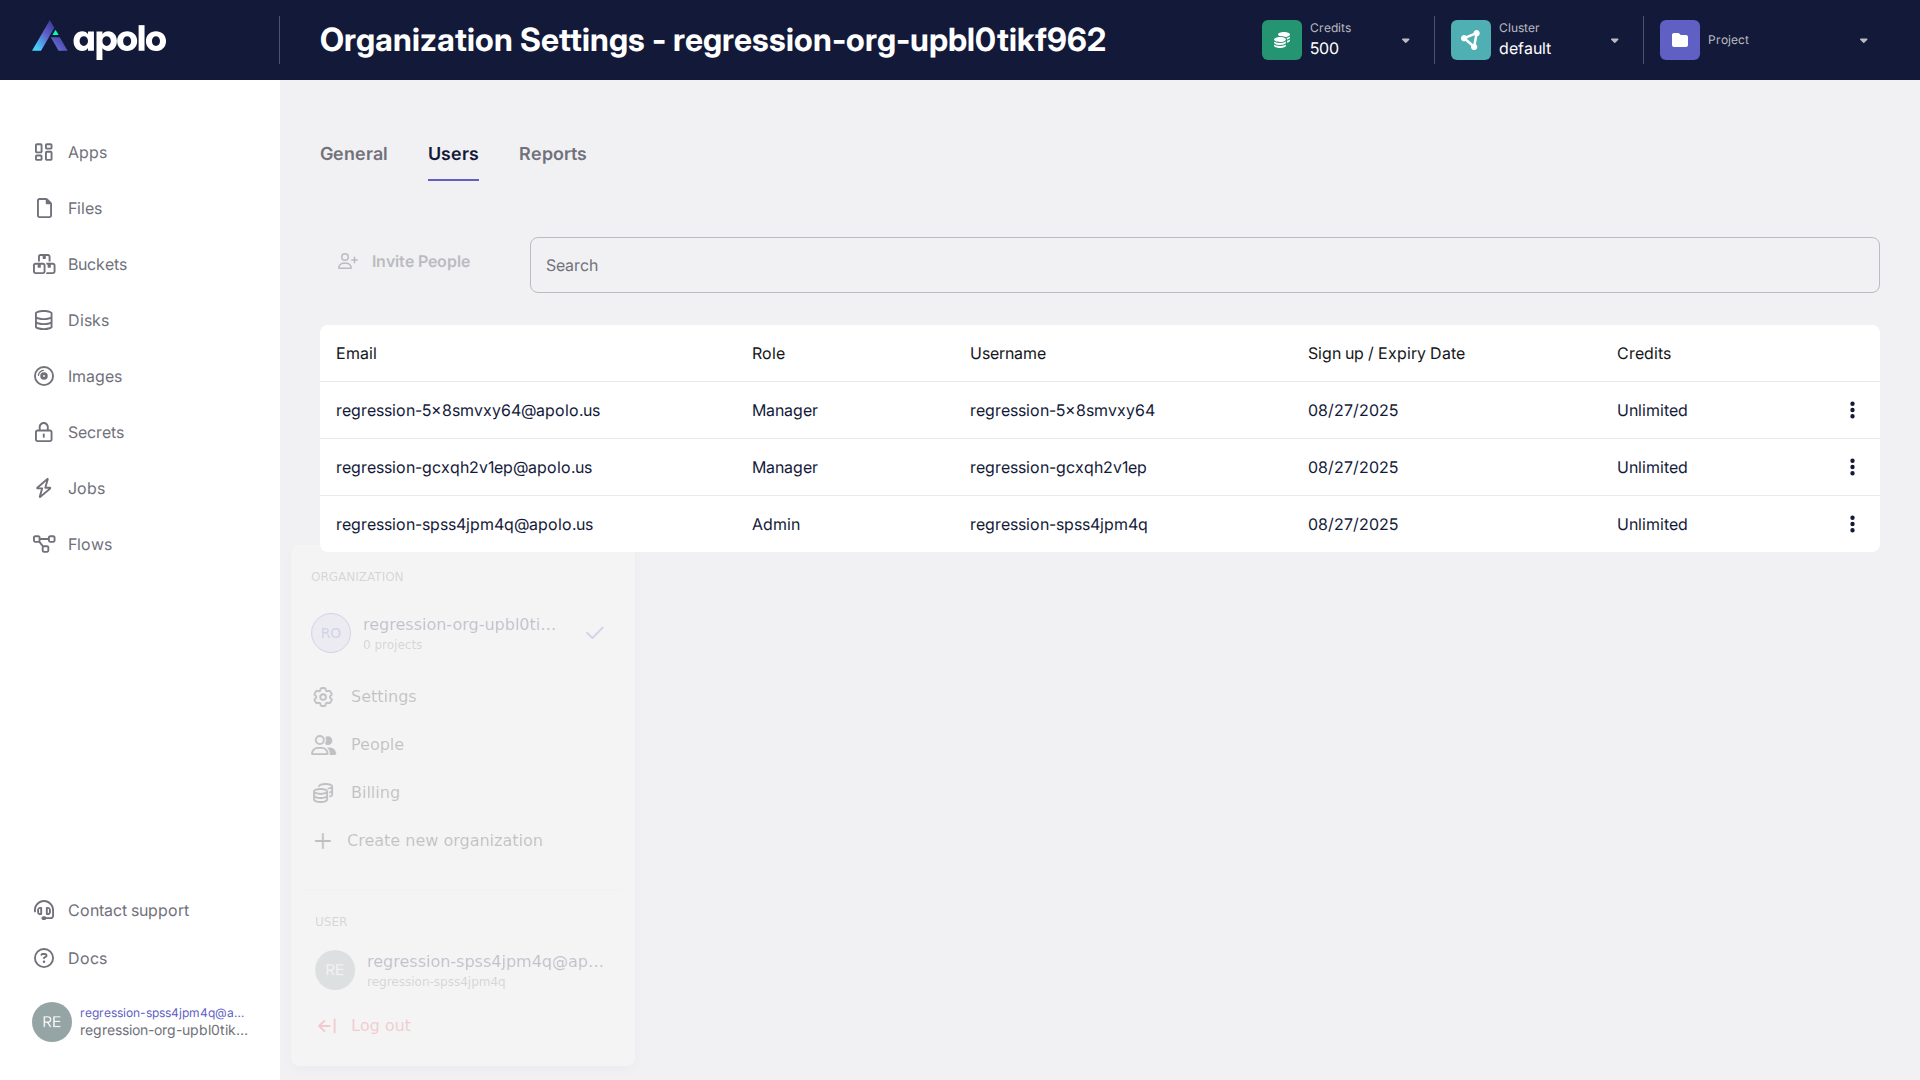 apolo
Organization Settings - regression-org-upbl0tikf962
Credits
500
Cluster
default
Project
Apps
Files
Buckets
Disks
Images
Secrets
Jobs
Flows
Contact support
Docs
RE
regression-spss4jpm4q@a...
regression-org-upbl0tik...
General
Users
Reports
Invite People
Search
Email Role Username Sign up / Expiry Date Credits
regression-5x8smvxy64@apolo.us Manager regression-5x8smvxy64 08/27/2025 Unlimited
regression-gcxqh2v1ep@apolo.us Manager regression-gcxqh2v1ep 08/27/2025 Unlimited
regression-spss4jpm4q@apolo.us Admin regression-spss4jpm4q 08/27/2025 Unlimited
ORGANIZATION
RO
regression-org-upbl0ti...
0 projects
Settings
People
Billing
Create new organization
USER
RE
regression-spss4jpm4q@ap...
regression-spss4jpm4q
Log out